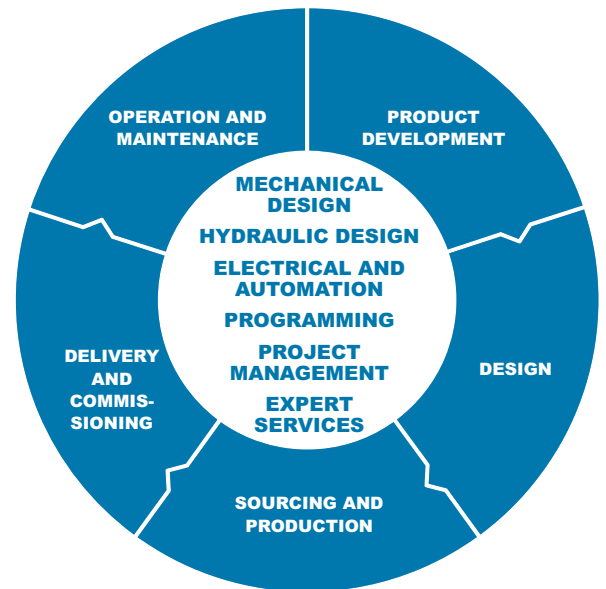 OPERATION AND
MAINTENANCE
PRODUCT
DEVELOPMENT
MECHANICAL
DESIGN
HYDRAULIC DESIGN
ELECTRICAL AND
AUTOMATION
PROGRAMMING
PROJECT
MANAGEMENT
EXPERT
SERVICES
DELIVERY
AND
COMMIS-
SIONING
DESIGN
SOURCING AND
PRODUCTION